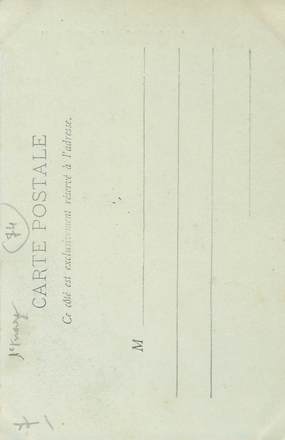 CARTE POSTALE
Ce côté est exclusivement réservé à l'adresse.
M
74